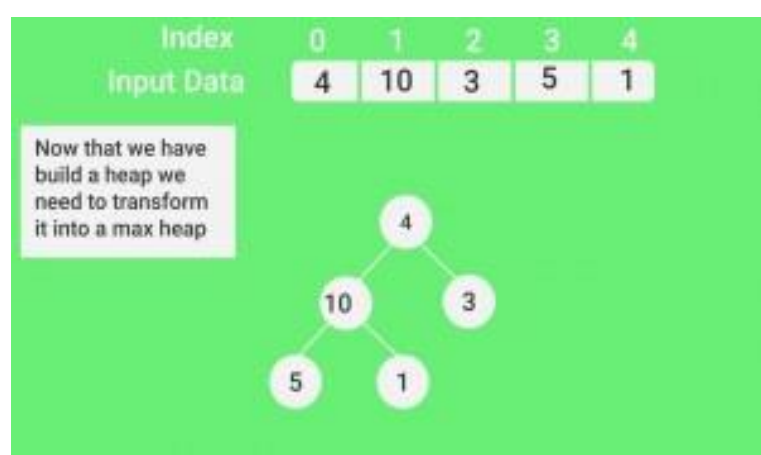 Index 0 1 2 3 4
Input Data 4 10 3 5 1
Now that we have
build a heap we
need to transform
it into a max heap
4
10 3
5 1